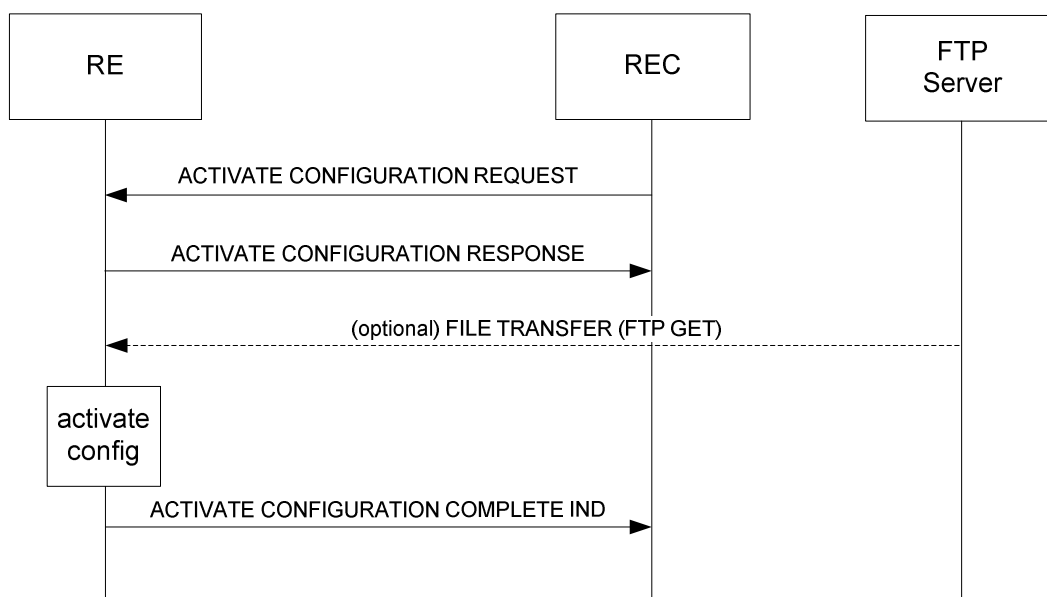 RE
REC
FTP
Server
ACTIVATE CONFIGURATION REQUEST
ACTIVATE CONFIGURATION RESPONSE
(optional) FILE TRANSFER (FTP GET)
activate
config
ACTIVATE CONFIGURATION COMPLETE IND